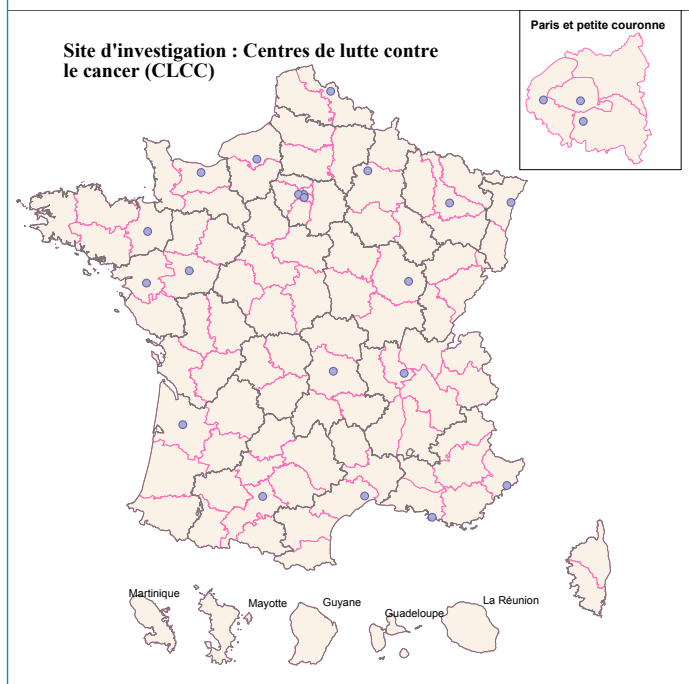 Paris et petite couronne
Site d'investigation : Centres de lutte contre
le cancer (CLCC)
Martinique
Mayotte
Guyane
Guadeloupe
La Réunion